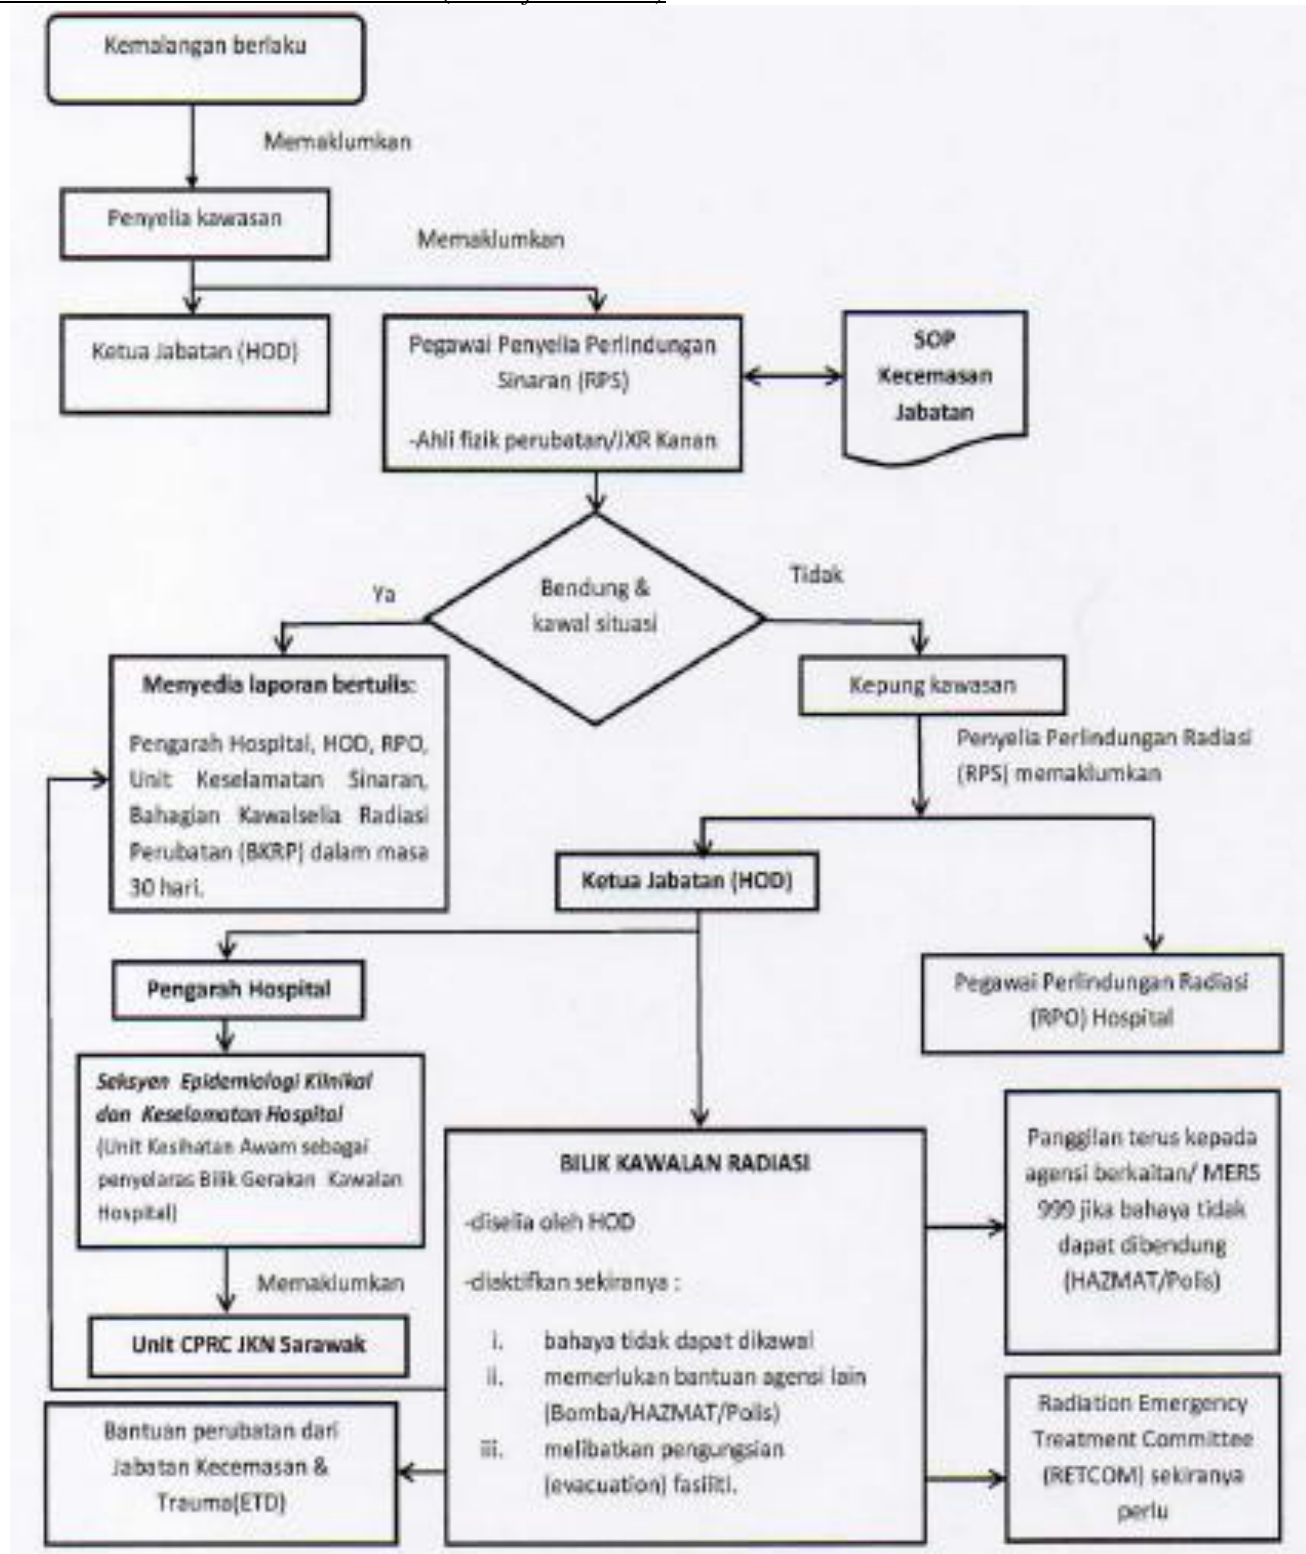 Kemalangan berlaku
Memaklumkan
Penyelia kawasan
Memaklumkan
Ketua Jabatan (HOD)
Pegawai Penyelia Perlindungan
Sinaran (RPS)
-Ahli fizik perubatan/JXR Kanan
SOP
Kecemasan
Jabatan
Bendung &
kawal situasi
Ya
Tidak
Menyedia laporan bertulis:
Pengarah Hospital, HOD, RPO,
Unit Keselamatan Sinaran,
Bahagian Kawalselia Radiasi
Perubatan (BKRP) dalam masa
30 hari.
Kepung kawasan
Penyelia Perlindungan Radiasi
(RPS) memaklumkan
Ketua Jabatan (HOD)
Pengarah Hospital
Pegawai Perlindungan Radiasi
(RPO) Hospital
Seksyen Epidemiologi Klinikal
dan Keselamatan Hospital
(Unit Kesihatan Awam sebagai
penyelaras Bilik Gerakan Kawalan
Hospital)
Memaklumkan
Unit CPRC JKN Sarawak
BILIK KAWALAN RADIASI
-diselia oleh HOD
-diaktifkan sekiranya :
i. bahaya tidak dapat dikawal
ii. memerlukan bantuan agensi lain
(Bomba/HAZMAT/Polis)
iii. melibatkan pengungsian
(evacuation) fasiliti.
Panggilan terus kepada
agensi berkaitan/ MERS
999 jika bahaya tidak
dapat dibendung
(HAZMAT/Polis)
Radiation Emergency
Treatment Committee
(RETCOM) sekiranya
perlu
Bantuan perubatan dari
Jabatan Kecemasan &
Trauma(ETD)